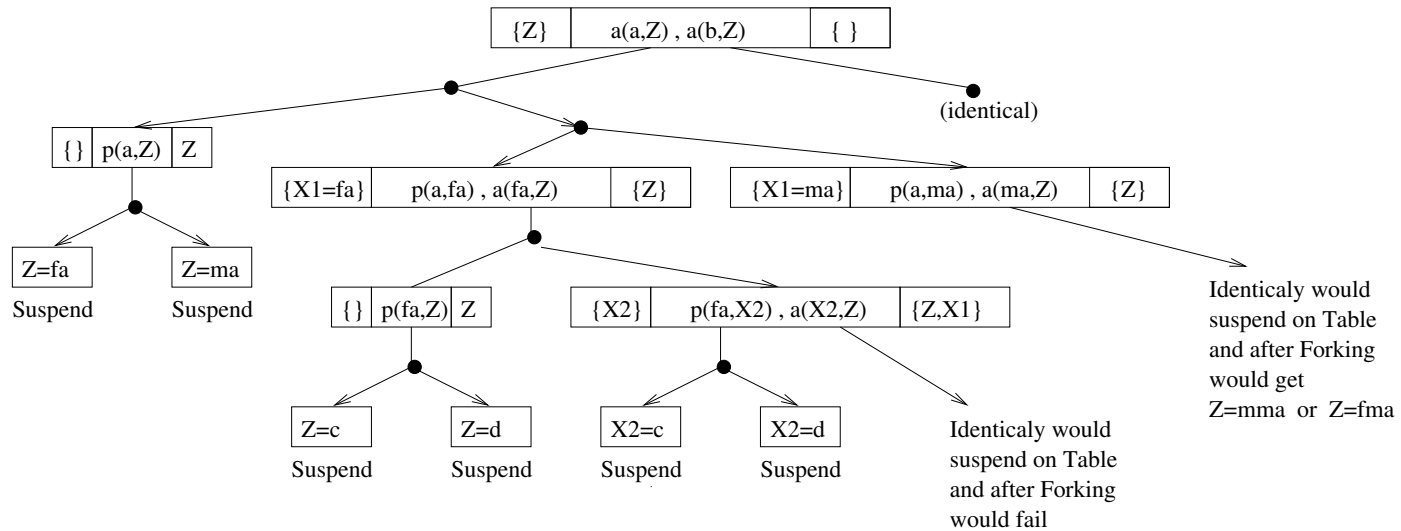 {Z} a(a,Z) , a(b,Z) { }
(identical)
{} p(a,Z) Z
{X1=fa} p(a,fa) , a(fa,Z) {Z}
{X1=ma} p(a,ma) , a(ma,Z) {Z}
Z=fa
Suspend
Z=ma
Suspend
{} p(fa,Z) Z
{X2} p(fa,X2) , a(X2,Z) {Z,X1}
Identicaly would
suspend on Table
and after Forking
would get
Z=mma or Z=fma
Z=c
Suspend
Z=d
Suspend
X2=c
Suspend
X2=d
Suspend
Identicaly would
suspend on Table
and after Forking
would fail